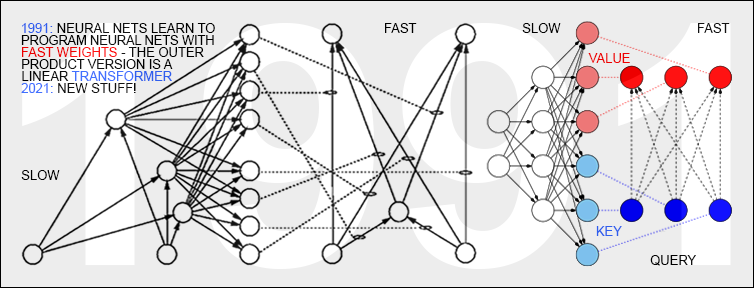 1991: NEURAL NETS LEARN TO
PROGRAM NEURAL NETS WITH
FAST WEIGHTS - THE OUTER
PRODUCT VERSION IS A
LINEAR TRANSFORMER
2021: NEW STUFF!
SLOW
FAST
SLOW
FAST
VALUE
KEY
QUERY
1991